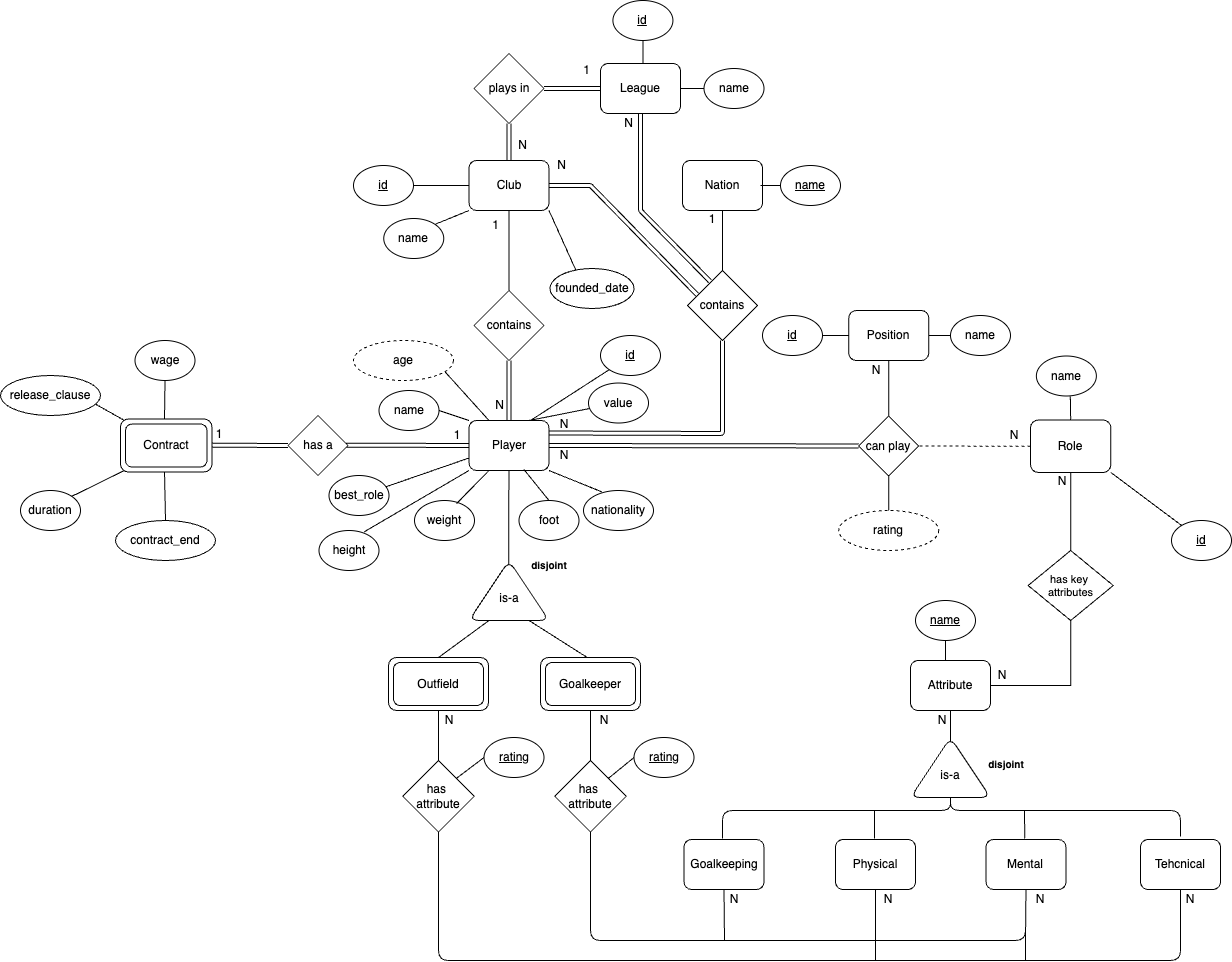 id
1
plays in
League
name
N
N
N
Club
id
Nation
name
1
1
name
founded_date
contains
contains
id
Position
name
age
id
wage
N
name
release_clause
name
value
N
N
1
Contract
has a
1
Player
N
can play
N
Role
N
best_role
duration
weight
foot
nationality
rating
contract_end
height
id
disjoint
is-a
has key
attributes
name
Outfield
Goalkeeper
Attribute
N
N
N
N
rating
rating
disjoint
is-a
has
attribute
has
attribute
Goalkeeping
Physical
Mental
Tehcnical
N
N
N
N